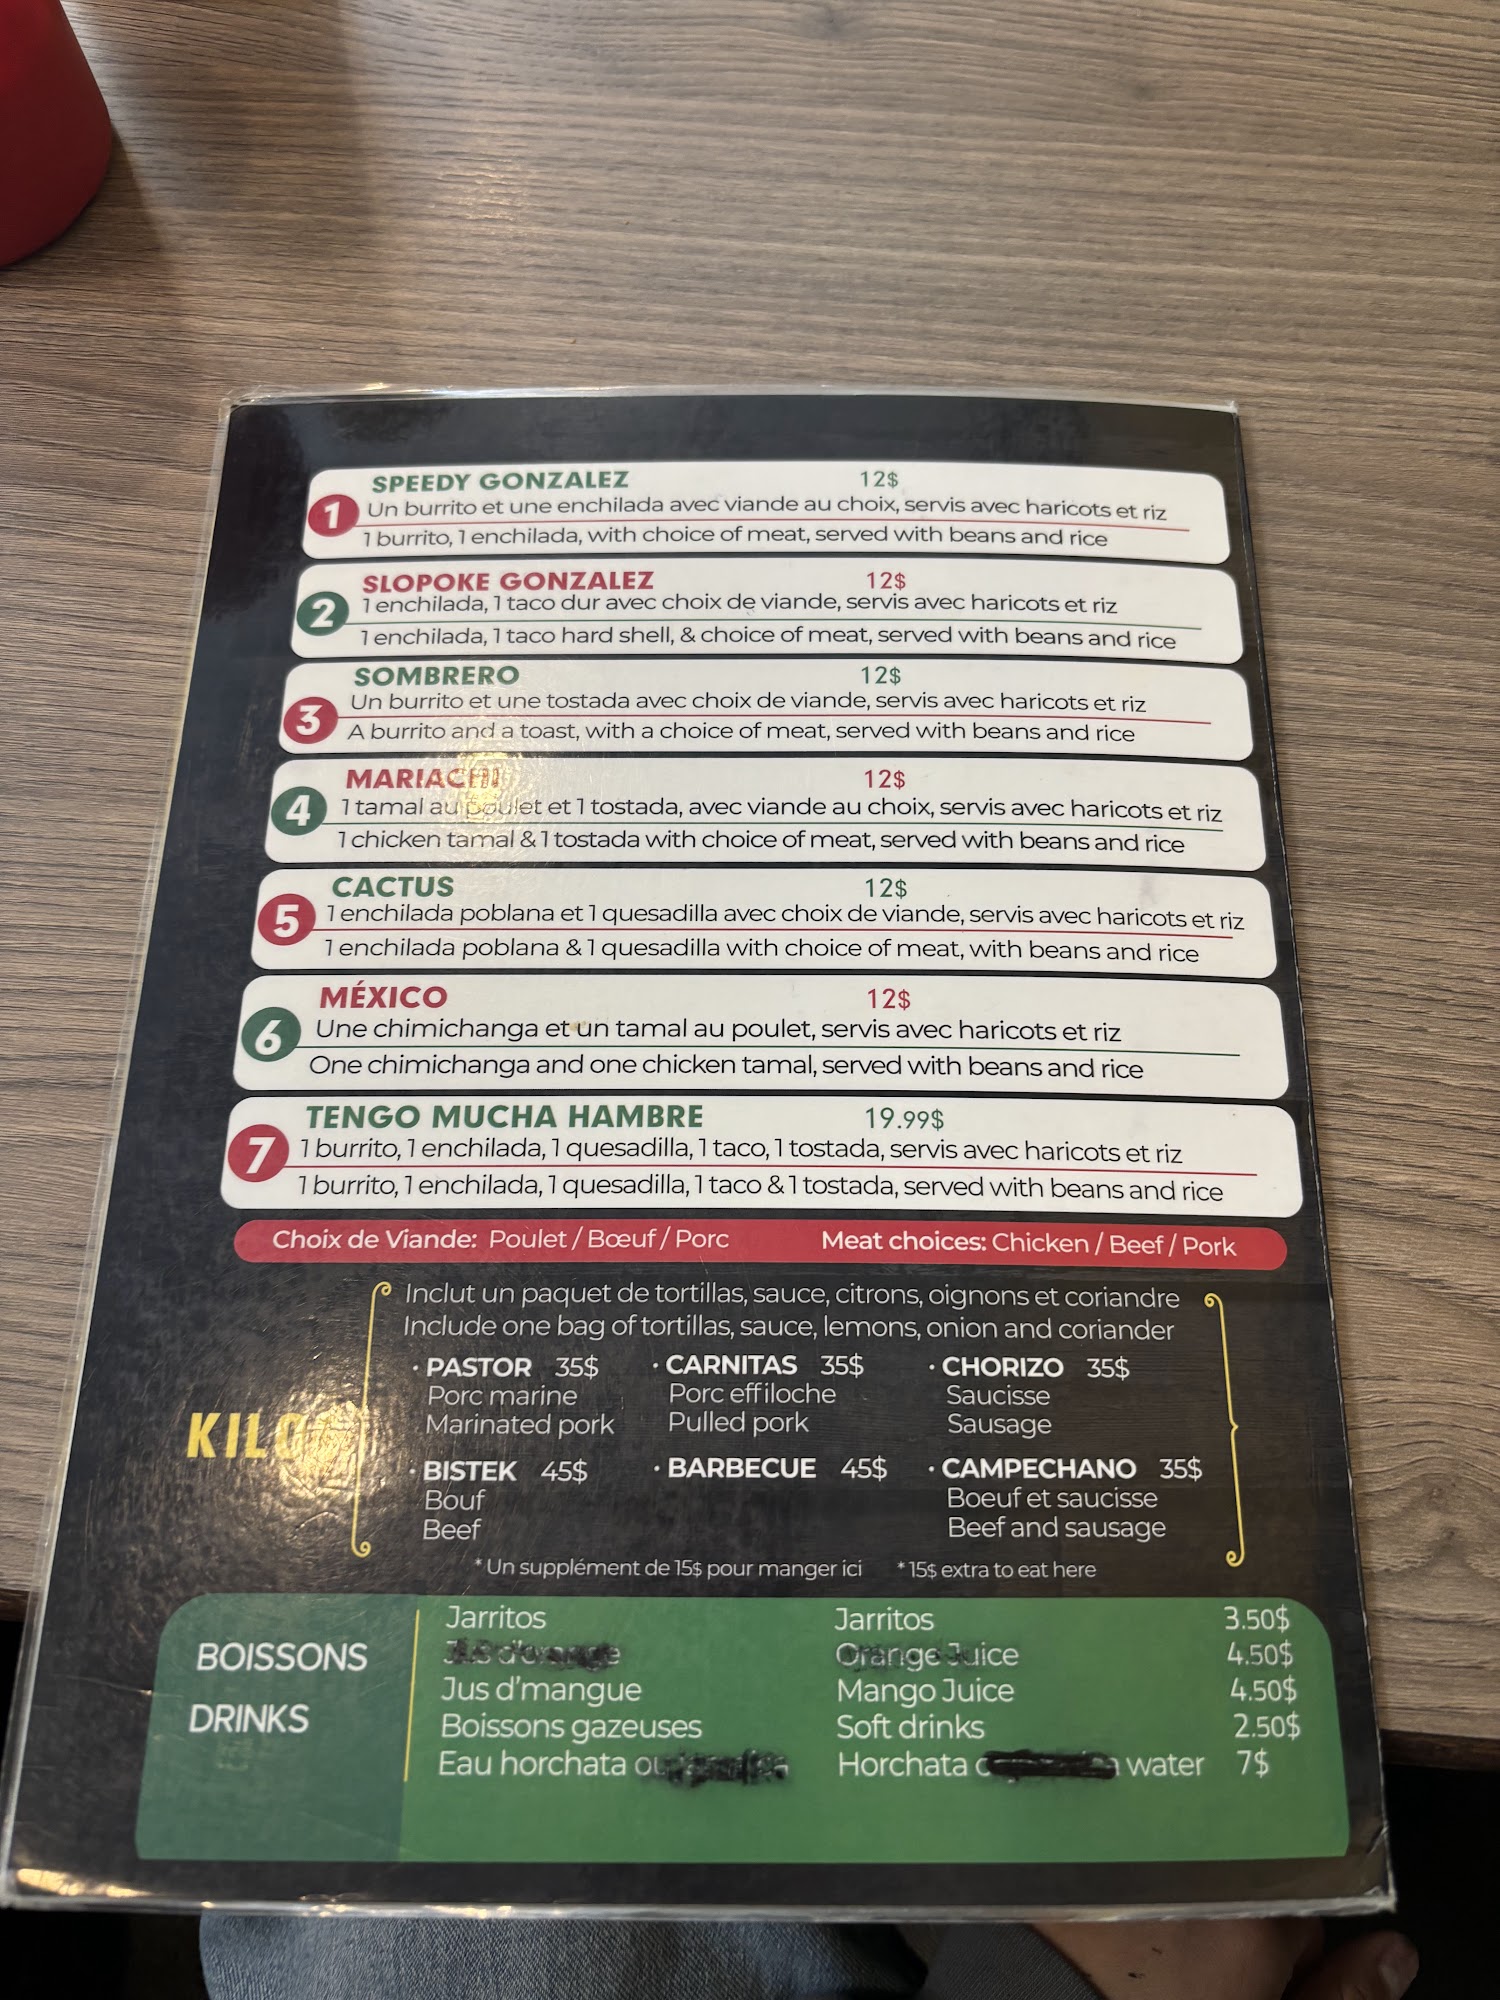 SPEEDY GONZALEZ 12$
1 Un burrito et une enchilada avec viande au choix, servis avec haricots et riz
1 burrito, 1 enchilada, with choice of meat, served with beans and rice
SLOPOKE GONZALEZ 12$
2 1 enchilada, 1 taco dur avec choix de viande, servis avec haricots et riz
1 enchilada, 1 taco hard shell, & choice of meat, served with beans and rice
SOMBRERO 12$
3 Un burrito et une tostada avec choix de viande, servis avec haricots et riz
A burrito and a toast, with a choice of meat, served with beans and rice
MARIACHI 12$
4 1 tamal au poulet et 1 tostada, avec viande au choix, servis avec haricots et riz
1 chicken tamal & 1 tostada with choice of meat, served with beans and rice
CACTUS 12$
5 1 enchilada poblana et 1 quesadilla avec choix de viande, servis avec haricots et riz
1 enchilada poblana & 1 quesadilla with choice of meat, with beans and rice
MÉXICO 12$
6 Une chimichanga et un tamal au poulet, servis avec haricots et riz
One chimichanga and one chicken tamal, served with beans and rice
TENGO MUCHA HAMBRE 19.99$
7 1 burrito, 1 enchilada, 1 quesadilla, 1 taco, 1 tostada, servis avec haricots et riz
1 burrito, 1 enchilada, 1 quesadilla, 1 taco & 1 tostada, served with beans and rice
Choix de Viande: Poulet / Bœuf / Porc Meat choices: Chicken / Beef / Pork
Inclut un paquet de tortillas, sauce, citrons, oignons et coriandre
Include one bag of tortillas, sauce, lemons, onion and coriander
KILO
· PASTOR 35$
Porc marine
Marinated pork
· CARNITAS 35$
Porc effiloche
Pulled pork
· CHORIZO 35$
Saucisse
Sausage
· BISTEK 45$
Bouf
Beef
· BARBECUE 45$
· CAMPECHANO 35$
Boeuf et saucisse
Beef and sausage
* Un supplément de 15$ pour manger ici * 15$ extra to eat here
BOISSONS
DRINKS
Jarritos Jarritos 3.50$
Jus d'orange Orange Juice 4.50$
Jus d'mangue Mango Juice 4.50$
Boissons gazeuses Soft drinks 2.50$
Eau horchata ou Horchata water 7$